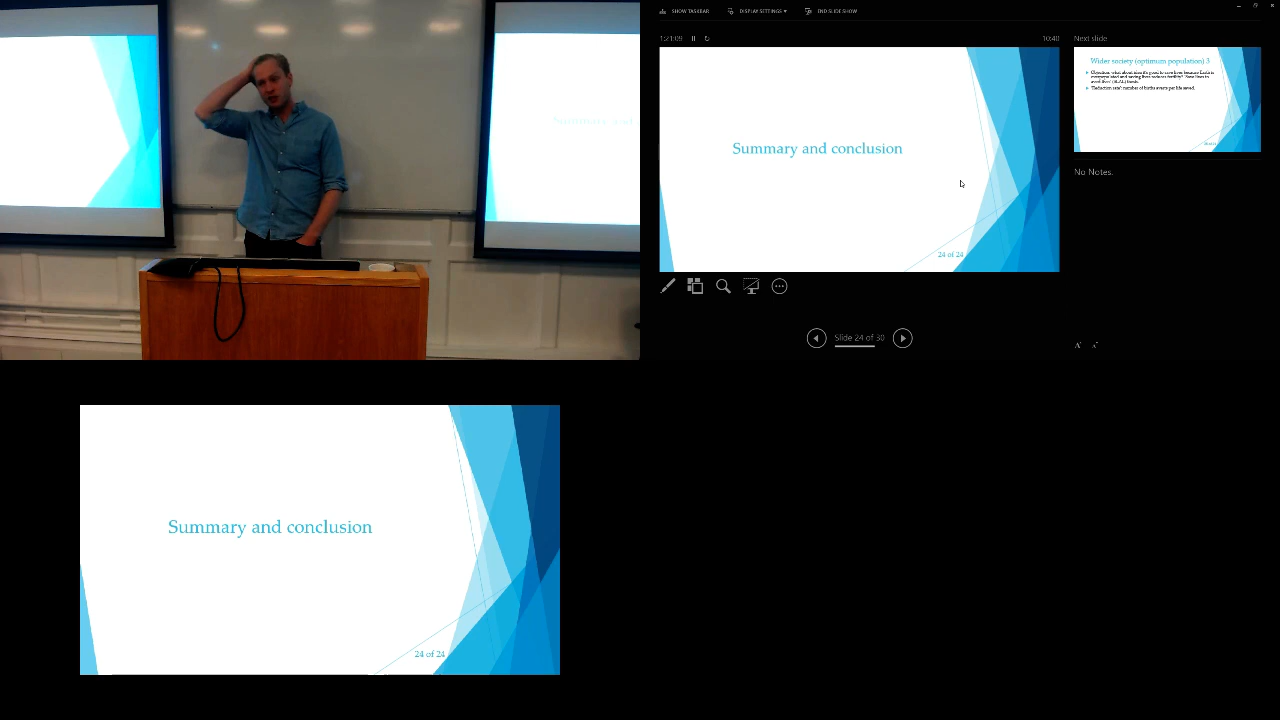 SHOW TASKBAR
DISPLAY SETTINGS ▾
END SLIDE SHOW
1:21:09
10:40
Summary and conclusion
24 of 24
Next slide
Wider society (optimum population) 3
No Notes.
Slide 24 of 30
A A
Summary and conclusion
24 of 24